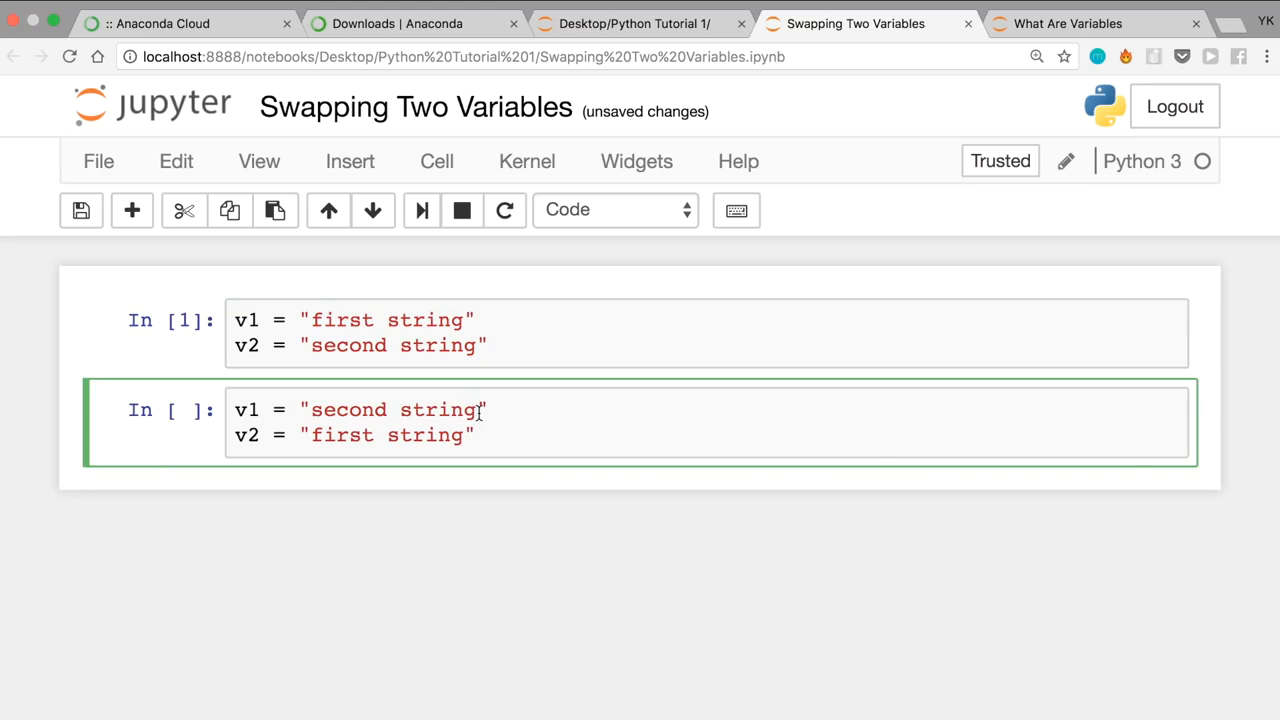 :: Anaconda Cloud
Downloads | Anaconda
Desktop/Python Tutorial 1/
Swapping Two Variables
What Are Variables
YK
localhost:8888/notebooks/Desktop/Python%20Tutorial%201/Swapping%20Two%20Variables.ipynb
jupyter Swapping Two Variables (unsaved changes)
Logout
File Edit View Insert Cell Kernel Widgets Help
Trusted
Python 3
Code
In [1]: v1 = "first string"
v2 = "second string"
In [ ]: v1 = "second string"
v2 = "first string"